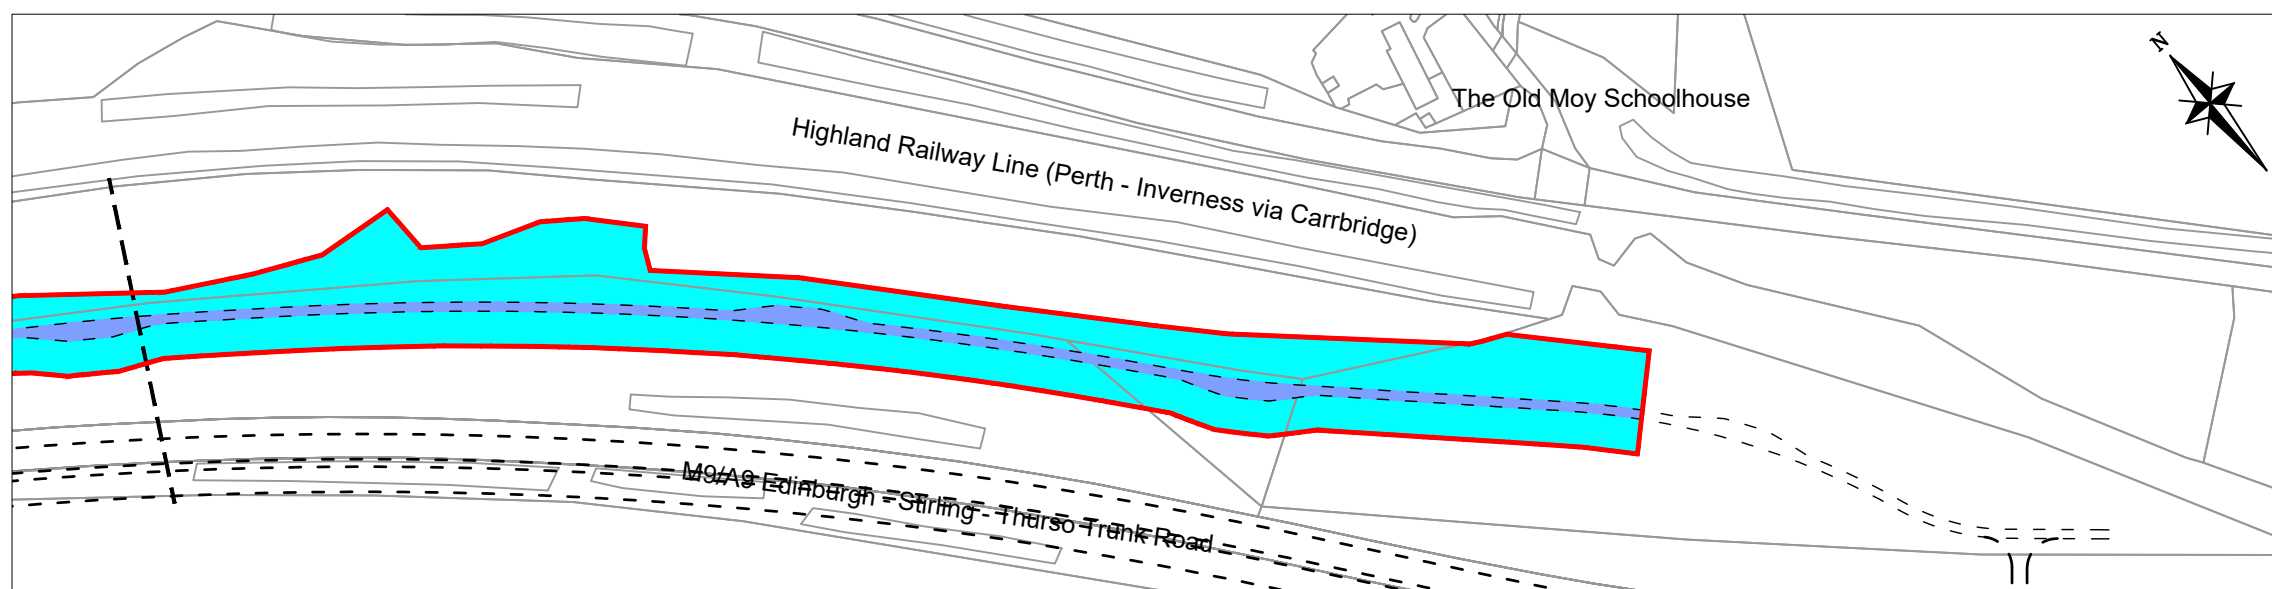 N
The Old Moy Schoolhouse
Highland Railway Line (Perth - Inverness via Carrbridge)
M9/A9 Edinburgh - Stirling - Thurso Trunk Road